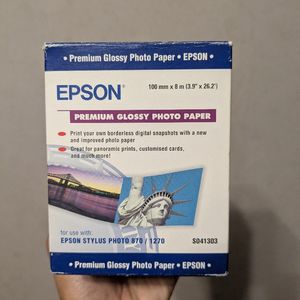 • Premium Glossy Photo Paper • EPSON •
EPSON®
100 mm x 8 m (3.9" x 26.2')
PREMIUM GLOSSY PHOTO PAPER
Print your own borderless digital snapshots with a new
and improved photo paper
Great for panoramic prints, customised cards,
and much more!
for use with:
EPSON STYLUS PHOTO 870 / 1270
S041303
• Premium Glossy Photo Paper • EPSON •